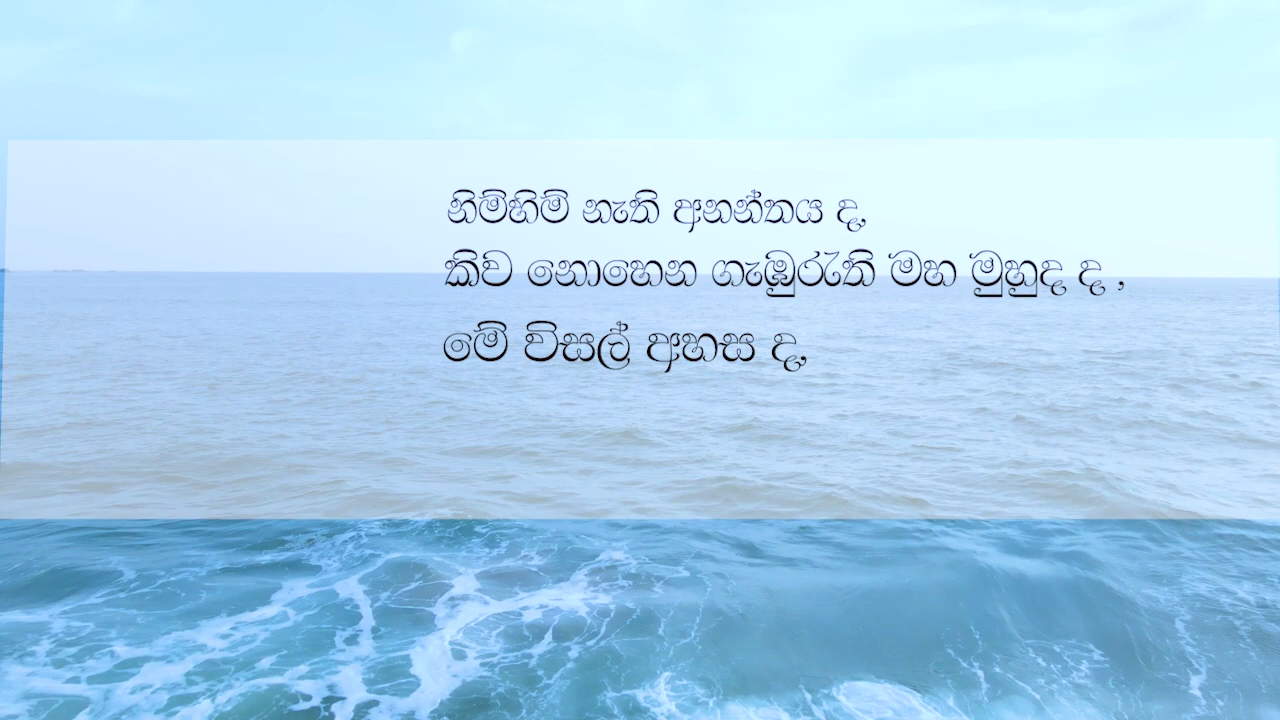 නිම්හිම් නැති අනන්තය ද,
කිව නොහෙන ගැඹුරැති මහ මුහුද ද ,
මේ විසල් අහස ද,